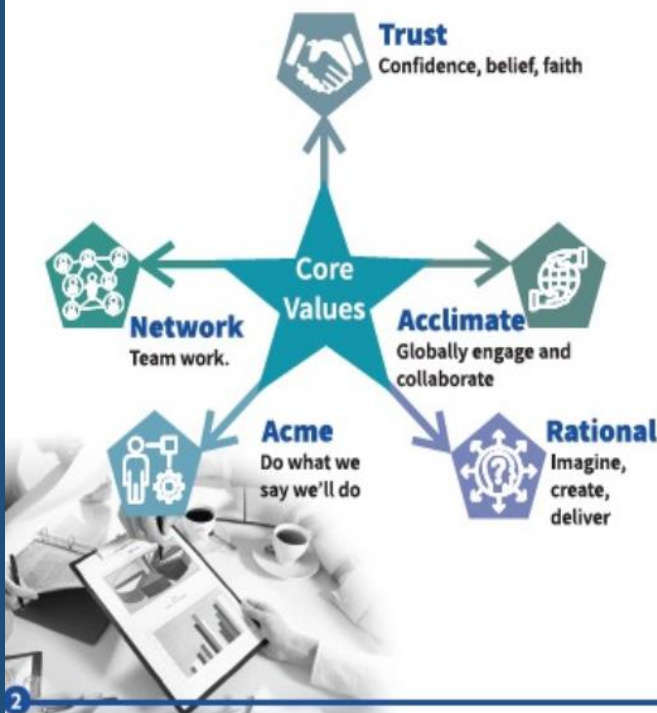 Trust
Confidence, belief, faith
Core
Values
Network
Team work.
Acclimate
Globally engage and
collaborate
Acme
Do what we
say we'll do
Rational
Imagine,
create,
deliver
2